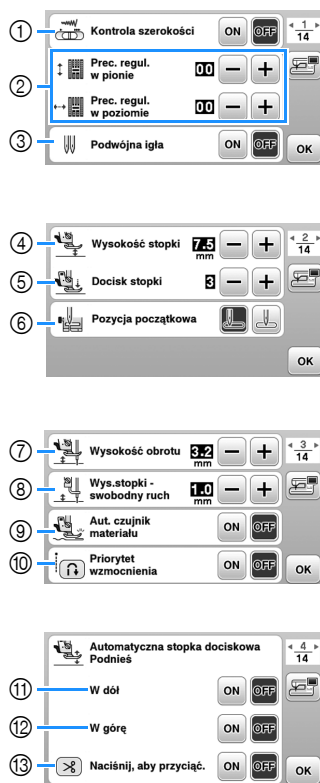 ① Kontrola szerokości ON OFF 1
14
② Prec. regul.
w pionie 00 – +
Prec. regul.
w poziomie 00 – +
③ Podwójna igła ON OFF OK
④ Wysokość stopki 7.5 mm – + 2
14
⑤ Docisk stopki 3 – +
⑥ Pozycja początkowa
OK
⑦ Wysokość obrotu 3.2 mm – + 3
14
⑧ Wys.stopki -
swobodny ruch 1.0 mm – +
⑨ Aut. czujnik
materiału ON OFF
⑩ Priorytet
wzmocnienia ON OFF OK
Automatyczna stopka dociskowa
Podnieś 4
14
⑪ W dół ON OFF
⑫ W górę ON OFF
⑬ Naciśnij, aby przyciąć. ON OFF OK